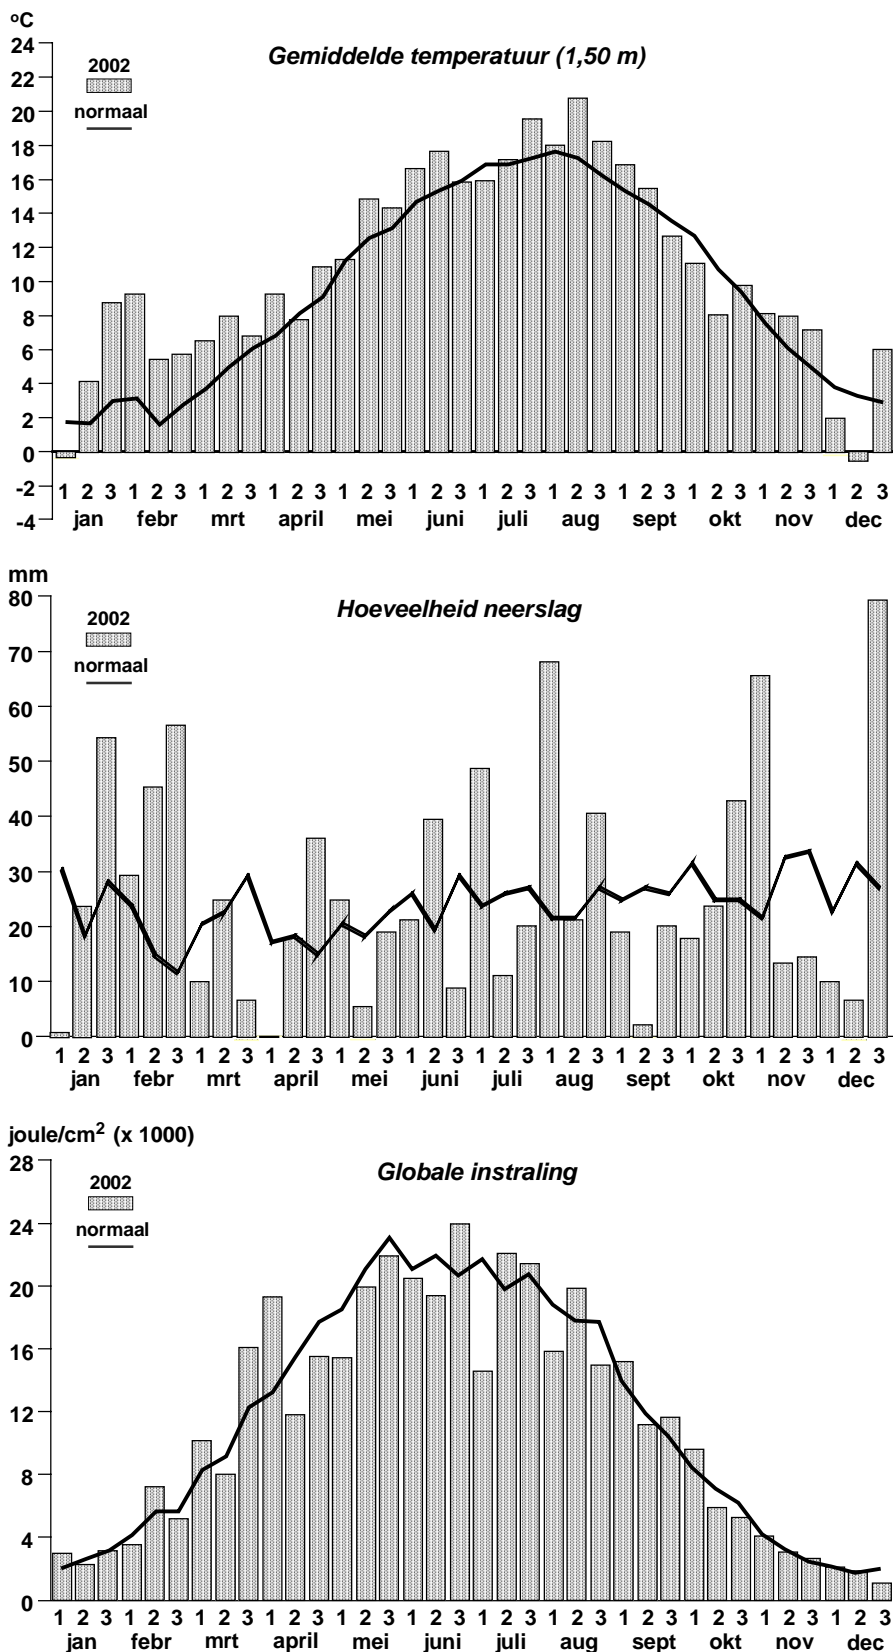 oC
Gemiddelde temperatuur (1,50 m)
2002
normaal
24
22
20
18
16
14
12
10
8
6
4
2
0
-2
-4
1 2 3 1 2 3 1 2 3 1 2 3 1 2 3 1 2 3 1 2 3 1 2 3 1 2 3 1 2 3 1 2 3 1 2 3
jan febr mrt april mei juni juli aug sept okt nov dec
mm
Hoeveelheid neerslag
2002
normaal
80
70
60
50
40
30
20
10
0
1 2 3 1 2 3 1 2 3 1 2 3 1 2 3 1 2 3 1 2 3 1 2 3 1 2 3 1 2 3 1 2 3 1 2 3
jan febr mrt april mei juni juli aug sept okt nov dec
joule/cm2 (x 1000)
Globale instraling
2002
normaal
28
24
20
16
12
8
4
0
1 2 3 1 2 3 1 2 3 1 2 3 1 2 3 1 2 3 1 2 3 1 2 3 1 2 3 1 2 3 1 2 3 1 2 3
jan febr mrt april mei juni juli aug sept okt nov dec